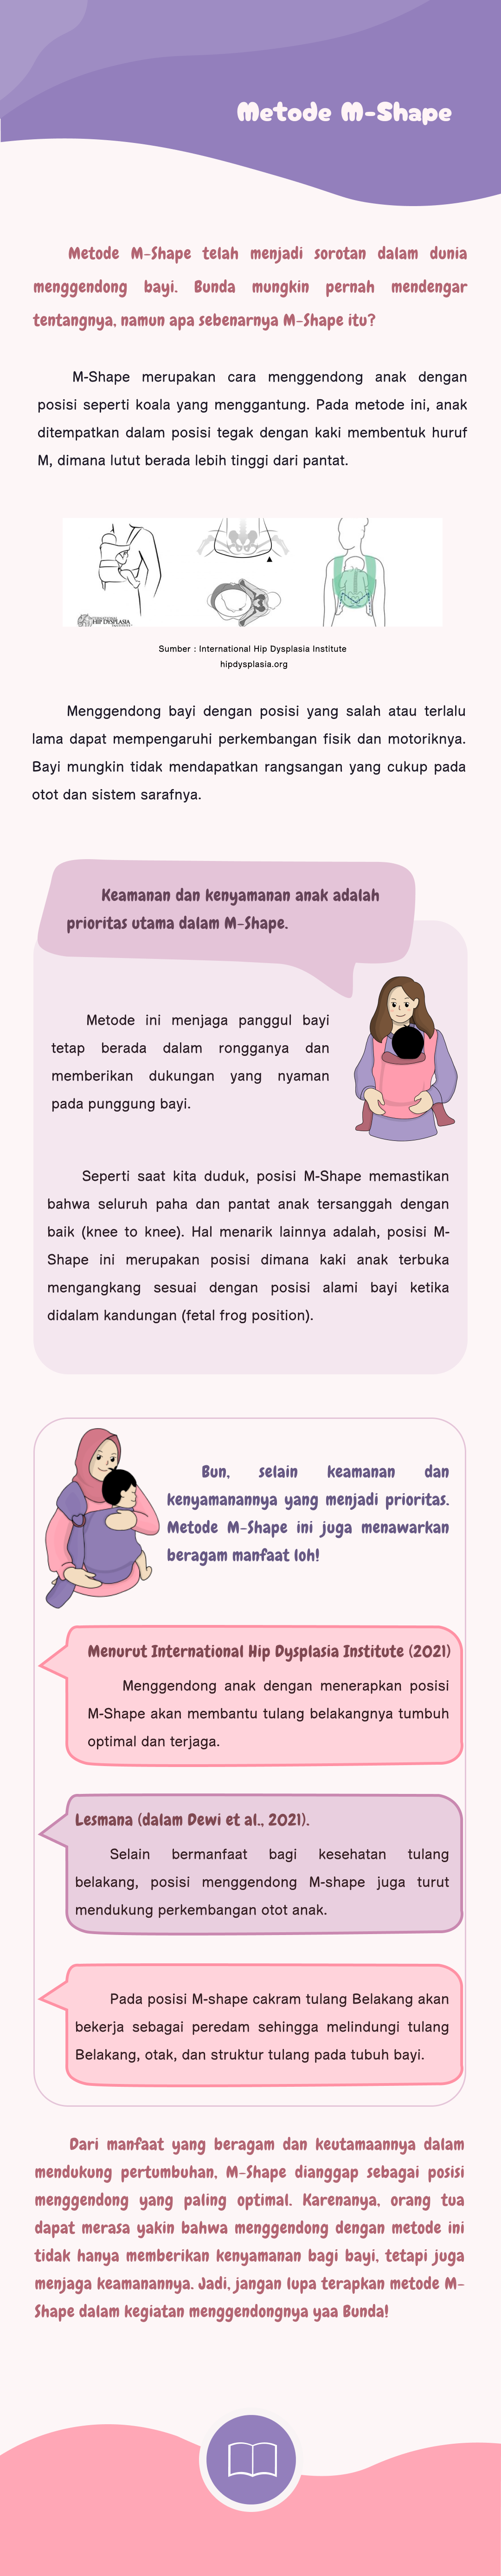 Metode M-Shape
Metode M-Shape telah menjadi sorotan dalam dunia
menggendong bayi. Bunda mungkin pernah mendengar
tentangnya, namun apa sebenarnya M-Shape itu?
M-Shape merupakan cara menggendong anak dengan
posisi seperti koala yang menggantung. Pada metode ini, anak
ditempatkan dalam posisi tegak dengan kaki membentuk huruf
M, dimana lutut berada lebih tinggi dari pantat.
INTERNATIONAL
HIP DYSPLASIA
Sumber : International Hip Dysplasia Institute
hipdysplasia.org
Menggendong bayi dengan posisi yang salah atau terlalu
lama dapat mempengaruhi perkembangan fisik dan motoriknya.
Bayi mungkin tidak mendapatkan rangsangan yang cukup pada
otot dan sistem sarafnya.
Keamanan dan kenyamanan anak adalah
prioritas utama dalam M-Shape.
Metode ini menjaga panggul bayi
tetap berada dalam rongganya dan
memberikan dukungan yang nyaman
pada punggung bayi.
Seperti saat kita duduk, posisi M-Shape memastikan
bahwa seluruh paha dan pantat anak tersanggah dengan
baik (knee to knee). Hal menarik lainnya adalah, posisi M-
Shape ini merupakan posisi dimana kaki anak terbuka
mengangkang sesuai dengan posisi alami bayi ketika
didalam kandungan (fetal frog position).
Bun, selain keamanan dan
kenyamanannya yang menjadi prioritas.
Metode M-Shape ini juga menawarkan
beragam manfaat loh!
Menurut International Hip Dysplasia Institute (2021)
Menggendong anak dengan menerapkan posisi
M-Shape akan membantu tulang belakangnya tumbuh
optimal dan terjaga.
Lesmana (dalam Dewi et al., 2021).
Selain bermanfaat bagi kesehatan tulang
belakang, posisi menggendong M-shape juga turut
mendukung perkembangan otot anak.
Pada posisi M-shape cakram tulang Belakang akan
bekerja sebagai peredam sehingga melindungi tulang
Belakang, otak, dan struktur tulang pada tubuh bayi.
Dari manfaat yang beragam dan keutamaannya dalam
mendukung pertumbuhan, M-Shape dianggap sebagai posisi
menggendong yang paling optimal. Karenanya, orang tua
dapat merasa yakin bahwa menggendong dengan metode ini
tidak hanya memberikan kenyamanan bagi bayi, tetapi juga
menjaga keamanannya. Jadi, jangan lupa terapkan metode M-
Shape dalam kegiatan menggendongnya yaa Bunda!